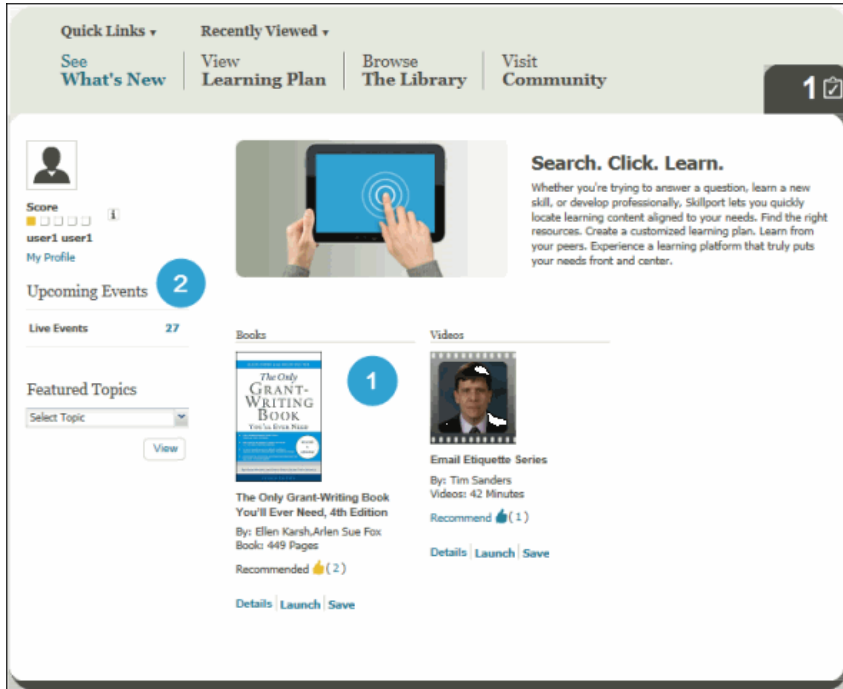 Quick Links ▾ Recently Viewed ▾
See
What's New
View
Learning Plan
Browse
The Library
Visit
Community
1
Score
i
user1 user1
My Profile
Upcoming Events
2
Live Events 27
Featured Topics
Select Topic
View
Search. Click. Learn.
Whether you're trying to answer a question, learn a new
skill, or develop professionally, Skillport lets you quickly
locate learning content aligned to your needs. Find the right
resources. Create a customized learning plan. Learn from
your peers. Experience a learning platform that truly puts
your needs front and center.
Books
The Only
GRANT-
WRITING
BOOK
YOU'LL EVER NEED
1
The Only Grant-Writing Book
You'll Ever Need, 4th Edition
By: Ellen Karsh,Arlen Sue Fox
Book: 449 Pages
Recommended (2)
Details Launch Save
Videos
Email Etiquette Series
By: Tim Sanders
Videos: 42 Minutes
Recommend (1)
Details Launch Save